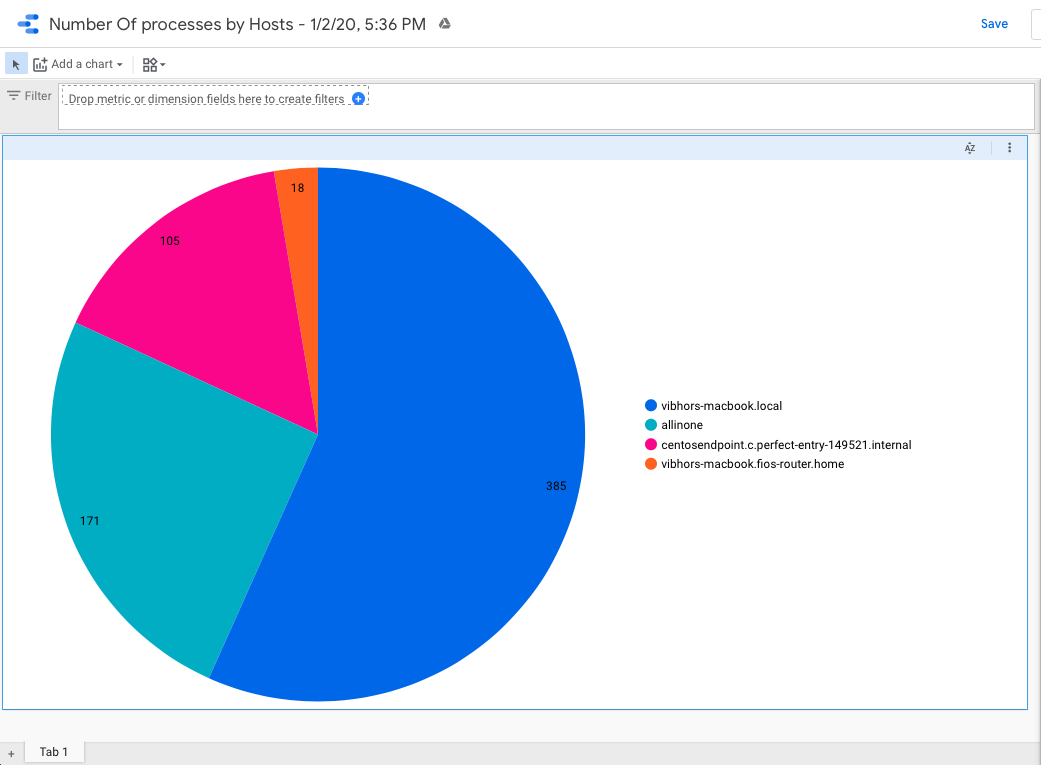 Number Of processes by Hosts - 1/2/20, 5:36 PM
Save
Add a chart
Filter
Drop metric or dimension fields here to create filters
AZ
18
105
385
171
vibhors-macbook.local
allinone
centosendpoint.c.perfect-entry-149521.internal
vibhors-macbook.fios-router.home
+ Tab 1